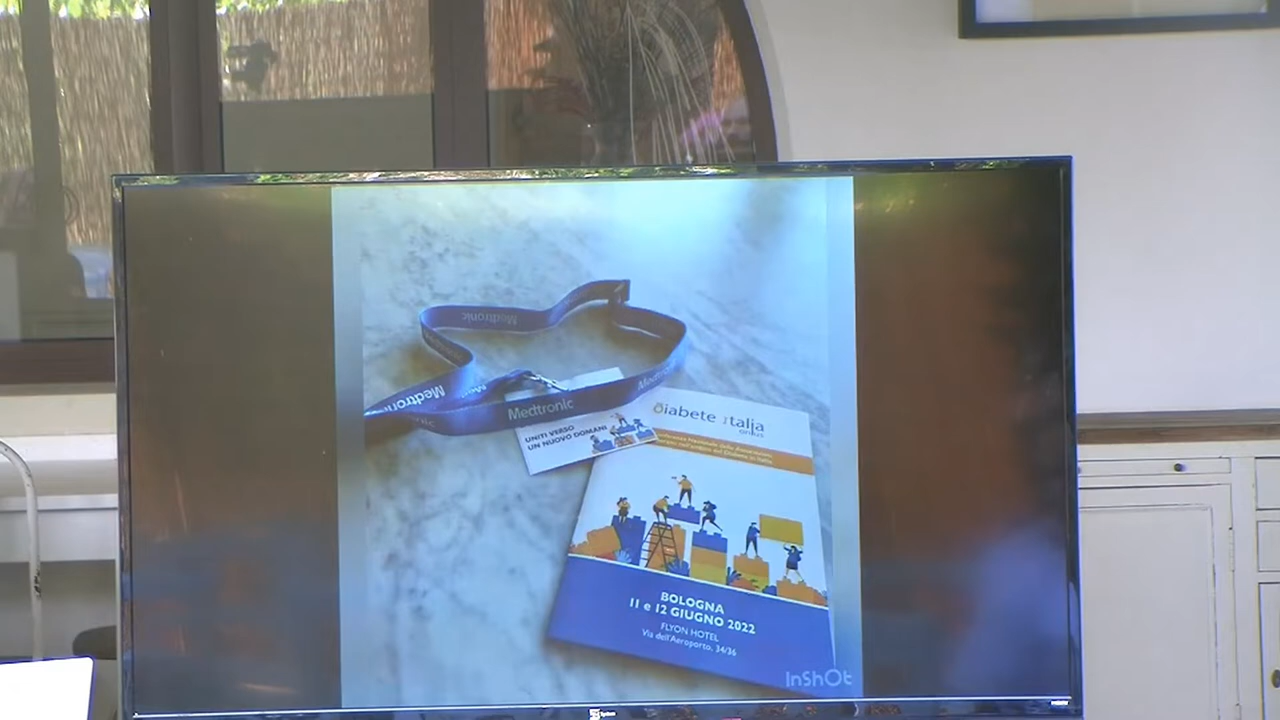 Medtronic
Medtronic
Medtronic
Medtronic
UNITI VERSO
UN NUOVO DOMANI
Diabete Italia
onlus
BOLOGNA
11 e 12 GIUGNO 2022
FLYON HOTEL
Via dell'Aeroporto, 34/36
InShOt